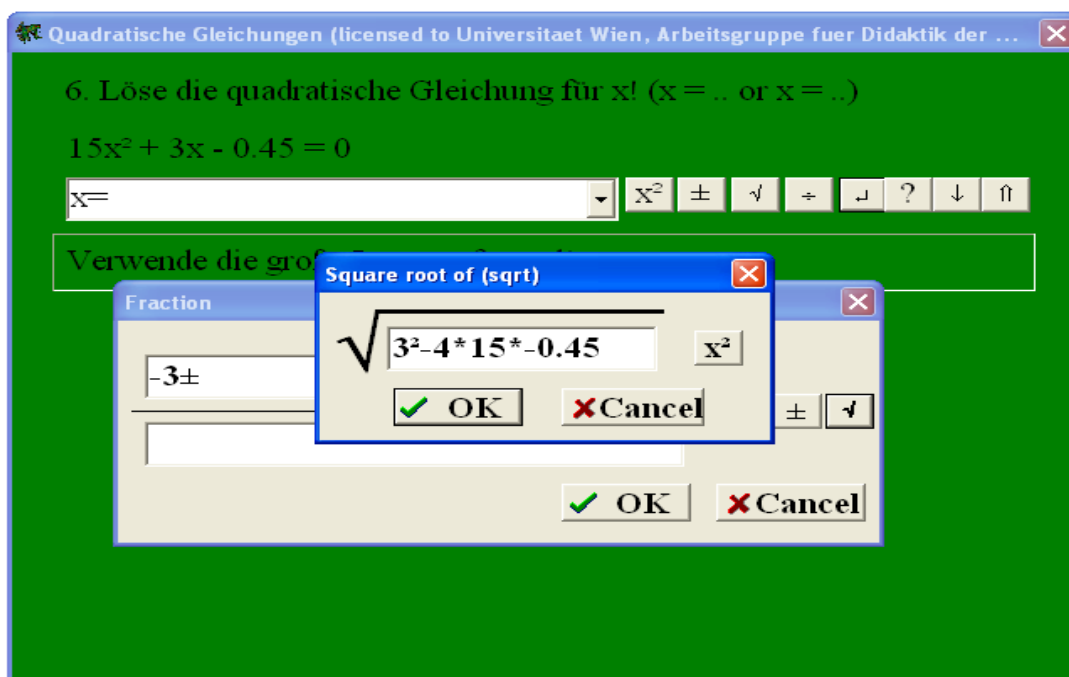 Quadratische Gleichungen (licensed to Universitaet Wien, Arbeitsgruppe fuer Didaktik der ...
6. Löse die quadratische Gleichung für x! (x = .. or x = ..)
15x² + 3x - 0.45 = 0
x=
x² ± √ ÷ ↵ ? ↓ ⇑
Verwende die
Square root of (sqrt)
Fraction
√ 3²-4*15*-0.45 x²
-3±
OK Cancel
± √
OK Cancel